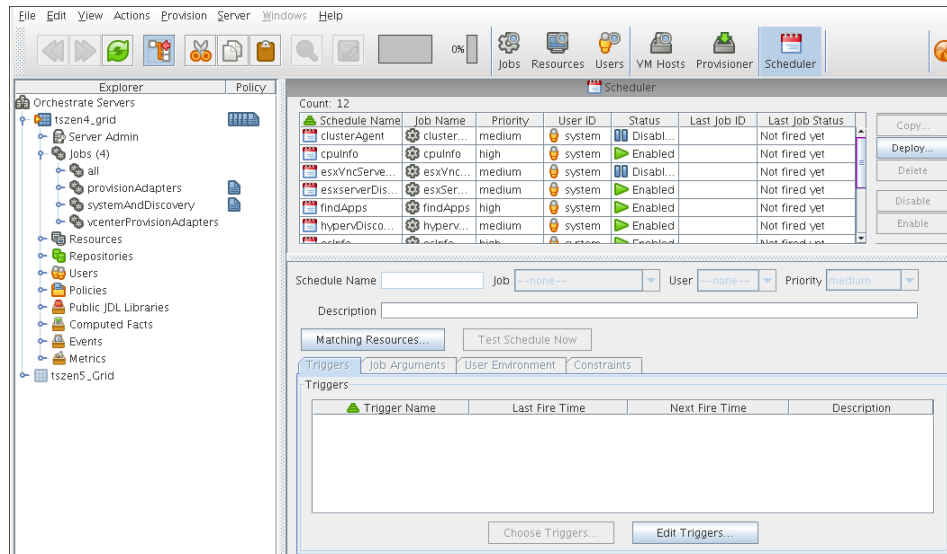 File Edit View Actions Provision Server Windows Help
0%
Jobs Resources Users VM Hosts Provisioner Scheduler
Explorer Policy
Orchestrate Servers
tszen4_grid
Server Admin
Jobs (4)
all
provisionAdapters
systemAndDiscovery
vcenterProvisionAdapters
Resources
Repositories
Users
Policies
Public JDL Libraries
Computed Facts
Events
Metrics
tszen5_Grid
Scheduler
Count: 12
Schedule Name Job Name Priority User ID Status Last Job ID Last Job Status
clusterAgent cluster... medium system Disabl... Not fired yet
cpuInfo cpuInfo high system Enabled Not fired yet
esxVncServe... esxVnc... medium system Disabl... Not fired yet
esxserverDis... esxSer... medium system Enabled Not fired yet
findApps findApps high system Enabled Not fired yet
hypervDisco... hyperv... medium system Enabled Not fired yet
Copy...
Deploy...
Delete
Disable
Enable
Schedule Name Job --none-- User --none-- Priority medium
Description
Matching Resources... Test Schedule Now
Triggers Job Arguments User Environment Constraints
Triggers
Trigger Name Last Fire Time Next Fire Time Description
Choose Triggers... Edit Triggers...